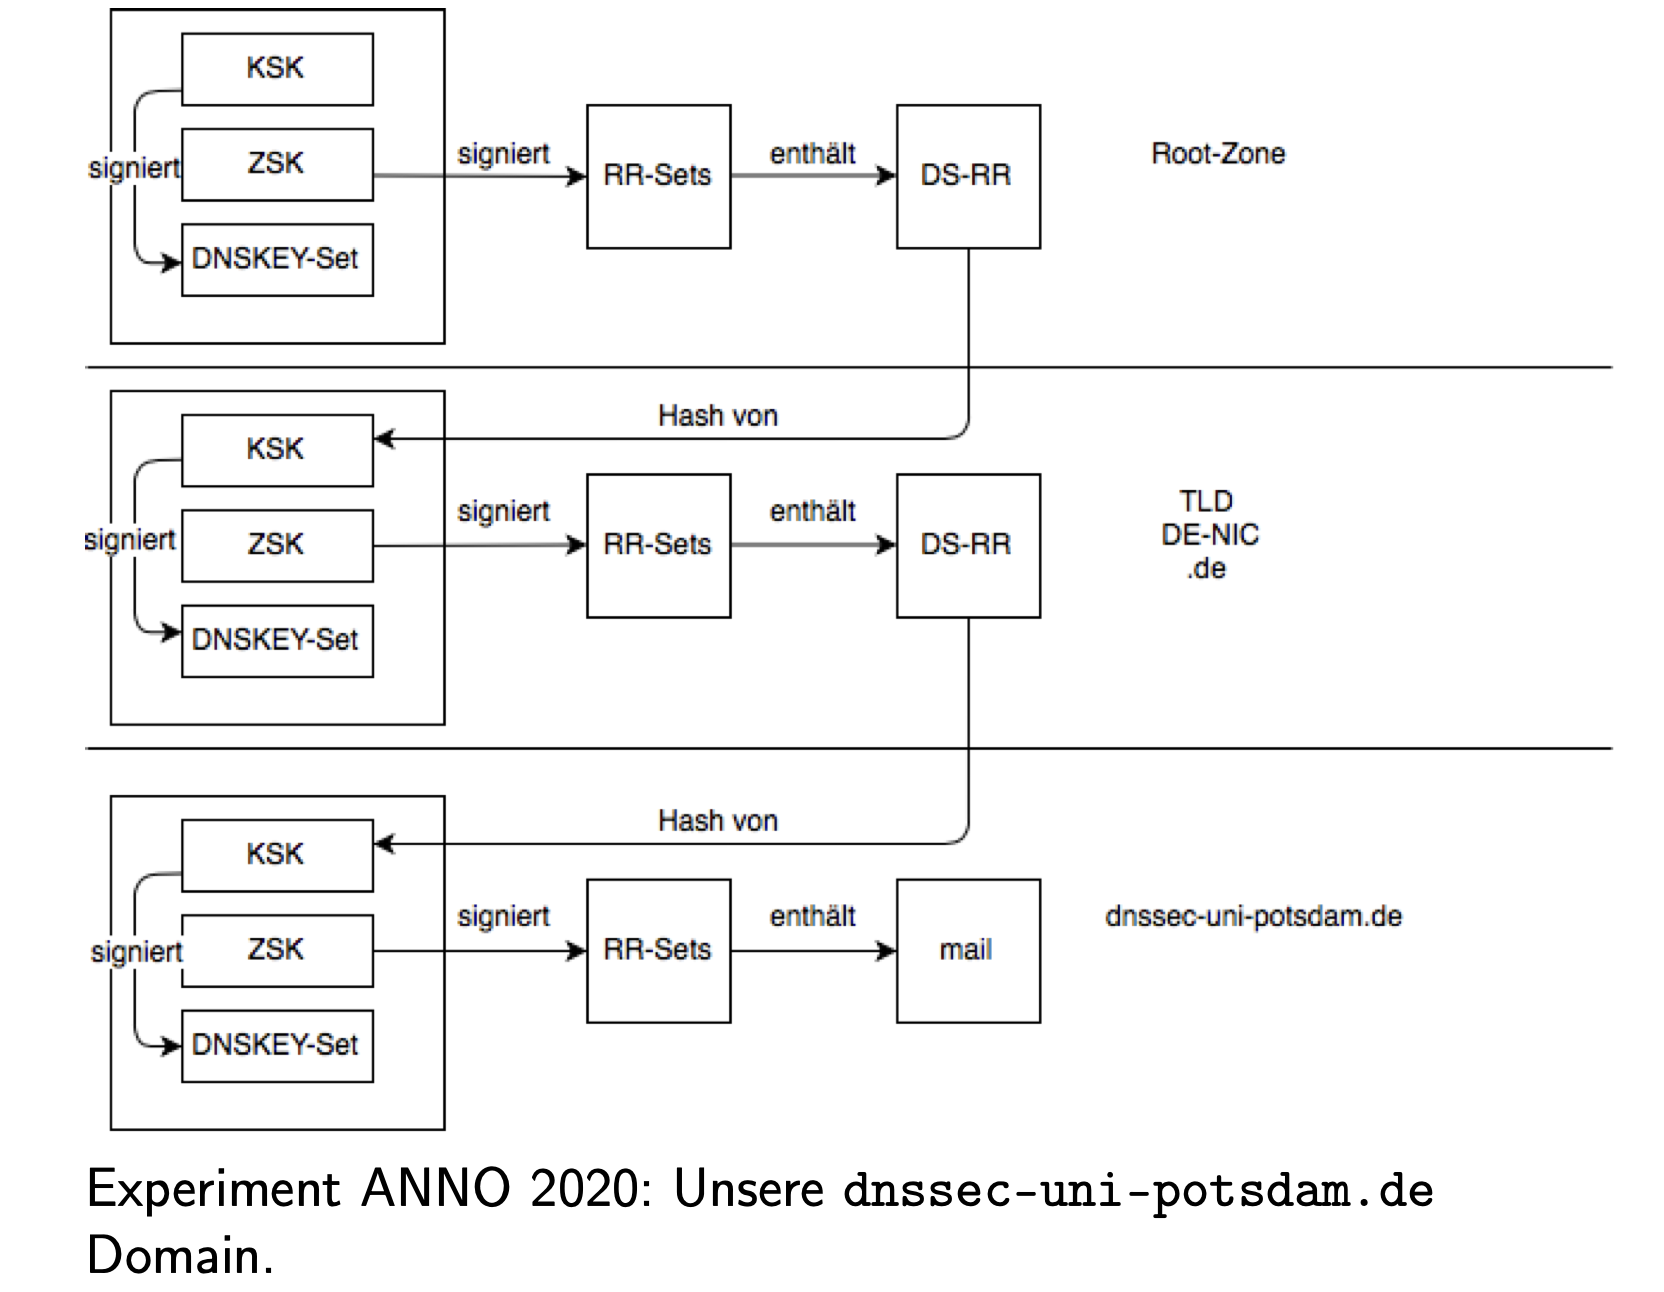 KSK
signiert
ZSK
DNSKEY-Set
signiert
RR-Sets
enthält
DS-RR
Root-Zone
Hash von
KSK
signiert
ZSK
DNSKEY-Set
signiert
RR-Sets
enthält
DS-RR
TLD
DE-NIC
.de
Hash von
KSK
signiert
ZSK
DNSKEY-Set
signiert
RR-Sets
enthält
mail
dnssec-uni-potsdam.de
Experiment ANNO 2020: Unsere dnssec-uni-potsdam.de
Domain.